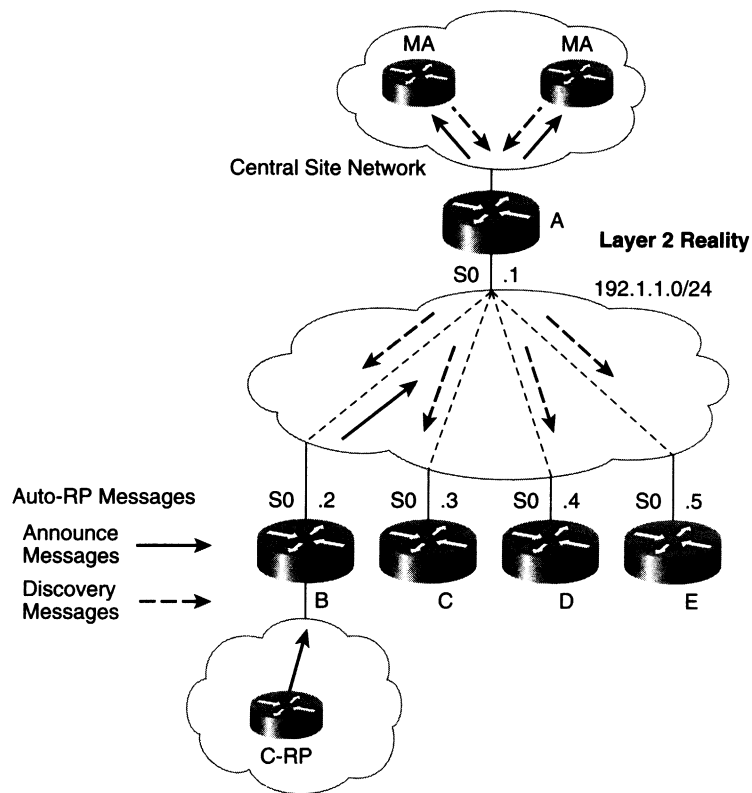 MA MA
Central Site Network
A
Layer 2 Reality
S0 .1
192.1.1.0/24
Auto-RP Messages
Announce
Messages
Discovery
Messages
S0 .2 S0 .3 S0 .4 S0 .5
B C D E
C-RP